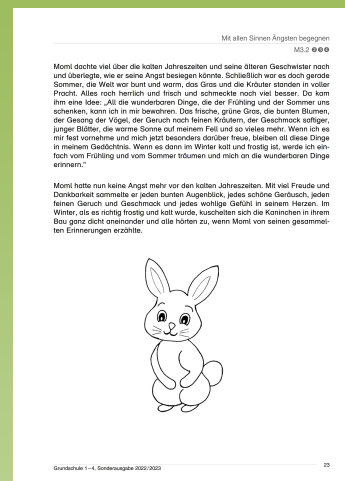 Mit allen Sinnen Ängsten begegnen
M3.2 ❷❸❹
Moml dachte viel über die kalten Jahreszeiten und seine älteren Geschwister nach
und überlegte, wie er seine Angst besiegen könnte. Schließlich war es doch gerade
Sommer, die Welt war bunt und warm, das Gras und die Kräuter standen in voller
Pracht. Alles roch herrlich und frisch und schmeckte noch viel besser. Da kam
ihm eine Idee: „All die wunderbaren Dinge, die der Frühling und der Sommer uns
schenken, kann ich in mir bewahren. Das frische, grüne Gras, die bunten Blumen,
der Gesang der Vögel, der Geruch nach feinen Kräutern, der Geschmack saftiger,
junger Blätter, die warme Sonne auf meinem Fell und so vieles mehr. Wenn ich es
mir fest vornehme und mich jetzt besonders darüber freue, bleiben all diese Dinge
in meinem Gedächtnis. Wenn es dann im Winter kalt und frostig ist, werde ich ein-
fach vom Frühling und vom Sommer träumen und mich an die wunderbaren Dinge
erinnern.“
Moml hatte nun keine Angst mehr vor den kalten Jahreszeiten. Mit viel Freude und
Dankbarkeit sammelte er jeden bunten Augenblick, jedes schöne Geräusch, jeden
feinen Geruch und Geschmack und jedes wohlige Gefühl in seinem Herzen. Im
Winter, als es richtig frostig und kalt wurde, kuschelten sich die Kaninchen in ihrem
Bau ganz dicht aneinander und alle hörten zu, wenn Moml von seinen gesammel-
ten Erinnerungen erzählte.
Grundschule 1–4, Sonderausgabe 2022/2023
23